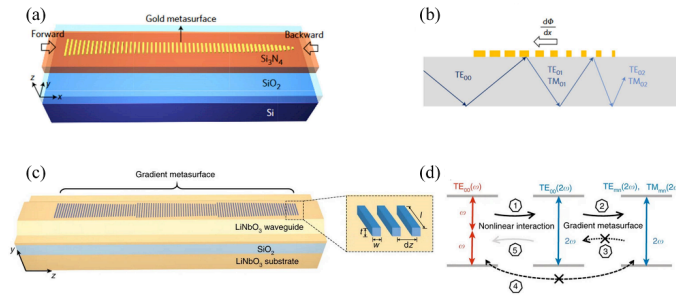 (a)
Gold metasurface
Forward
Backward
Si3N4
SiO2
Si
z
y
x
(b)
dΦ
dx
TE00
TE01
TM01
TE02
TM02
(c)
Gradient metasurface
LiNbO3 waveguide
SiO2
LiNbO3 substrate
y
z
l
t
w
dz
(d)
TE00(ω)
TE00(2ω)
TEmn(2ω), TMmn(2ω)
1
2
ω
Nonlinear interaction
Gradient metasurface
ω
5
2ω
3
2ω
4